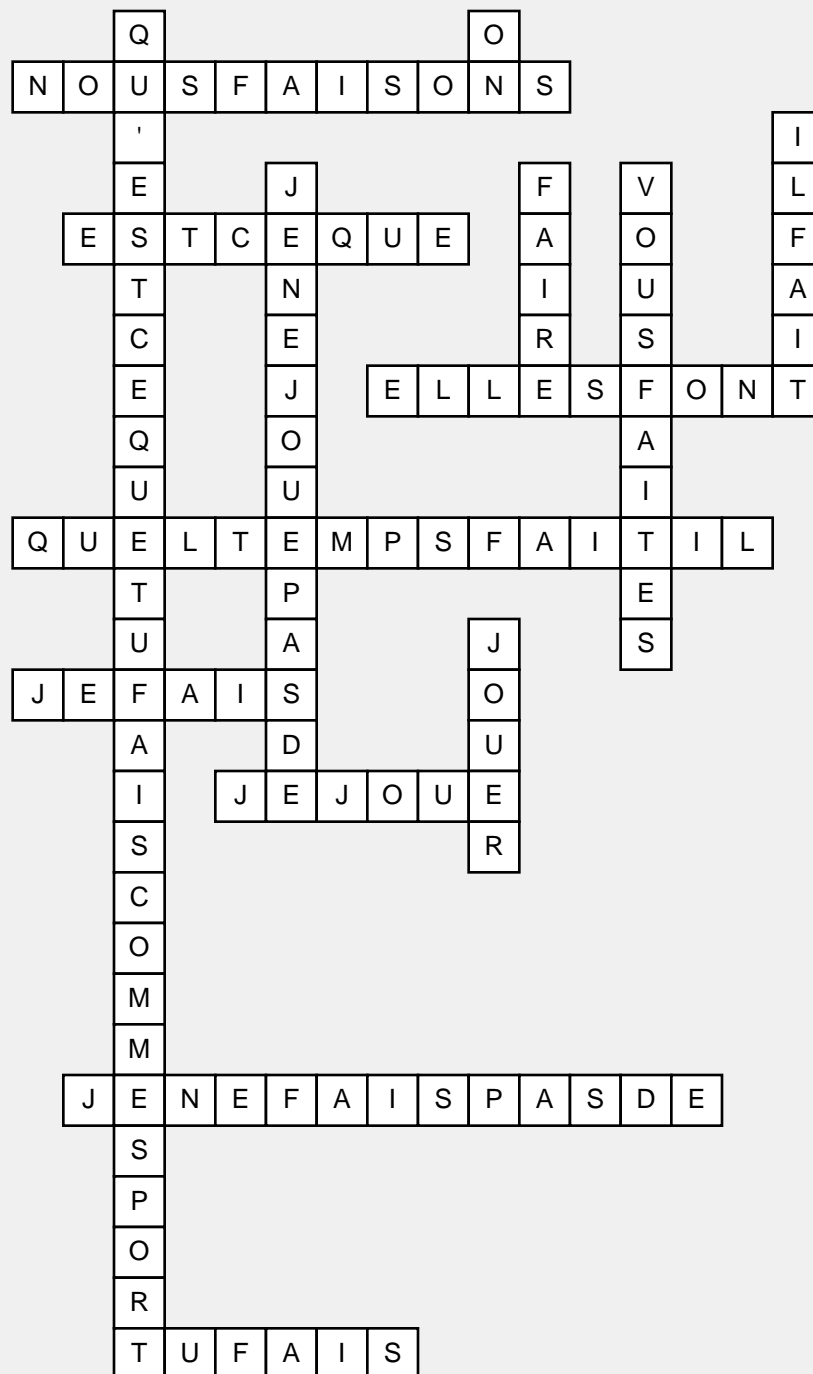 QU'ESTCEQUETUFAISCOMMESPORT
ON
NOUSFAISONS
ILFAIT
JENEJOUEPASDE
FAIRE
VOUSFAITES
ESTCEQUE
ELLESFONT
QUELTEMPSFAITIL
JOUER
JEFAIS
JEJOUE
JENEFAISPASDE
TUFAIS